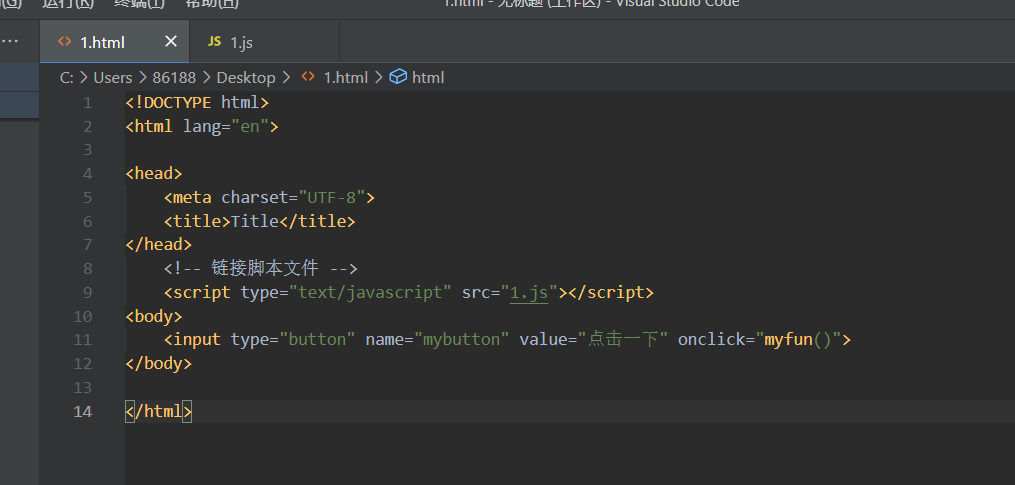 运行(R) 终端(T) 帮助(H) 1.html - 无标题 (工作区) - Visual Studio Code
··· <> 1.html × JS 1.js
C: > Users > 86188 > Desktop > <> 1.html > html
1 <!DOCTYPE html>
2 <html lang="en">
3
4 <head>
5 <meta charset="UTF-8">
6 <title>Title</title>
7 </head>
8 <!-- 链接脚本文件 -->
9 <script type="text/javascript" src="1.js"></script>
10 <body>
11 <input type="button" name="mybutton" value="点击一下" onclick="myfun()">
12 </body>
13
14 </html>